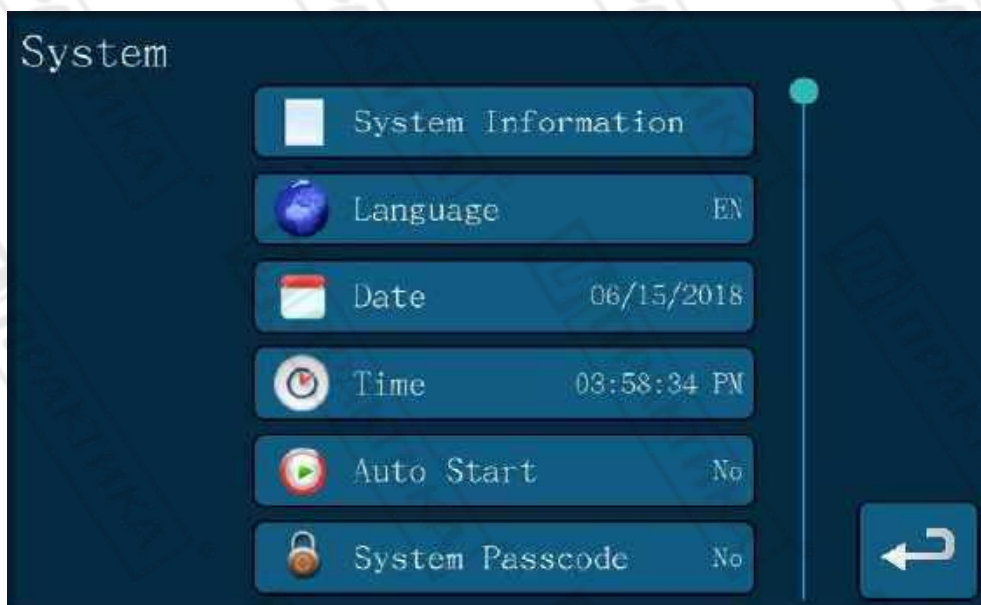 System
System Information
Language EN
Date 06/15/2018
Time 03:58:34 PM
Auto Start No
System Passcode No